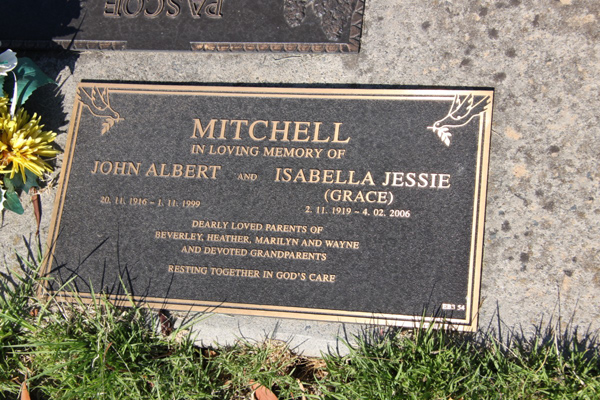 PASCOE
MITCHELL
IN LOVING MEMORY OF
JOHN ALBERT AND ISABELLA JESSIE
(GRACE)
20. 11. 1916 - 1. 11. 1999
2. 11. 1919 - 4. 02. 2006
DEARLY LOVED PARENTS OF
BEVERLEY, HEATHER, MARILYN AND WAYNE
AND DEVOTED GRANDPARENTS
RESTING TOGETHER IN GOD'S CARE